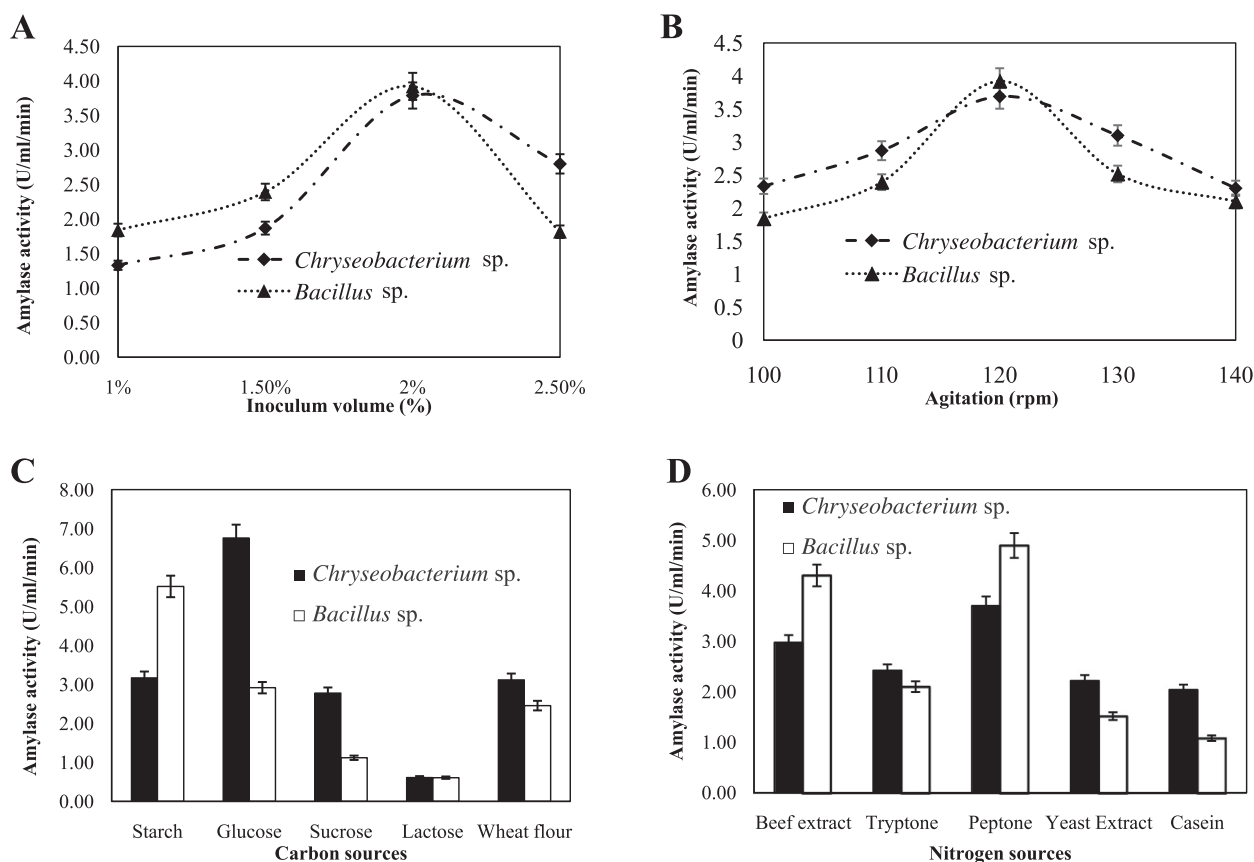 A
Amylase activity (U/ml/min)
4.50
4.00
3.50
3.00
2.50
2.00
1.50
1.00
0.50
0.00
Chryseobacterium sp.
Bacillus sp.
1% 1.50% 2% 2.50%
Inoculum volume (%)
B
Amylase activity (U/ml/min)
4.5
4
3.5
3
2.5
2
1.5
1
0.5
0
Chryseobacterium sp.
Bacillus sp.
100 110 120 130 140
Agitation (rpm)
C
Amylase activity (U/ml/min)
8.00
7.00
6.00
5.00
4.00
3.00
2.00
1.00
0.00
Chryseobacterium sp.
Bacillus sp.
Starch Glucose Sucrose Lactose Wheat flour
Carbon sources
D
Amylase activity (U/ml/min)
6.00
5.00
4.00
3.00
2.00
1.00
0.00
Chryseobacterium sp.
Bacillus sp.
Beef extract Tryptone Peptone Yeast Extract Casein
Nitrogen sources